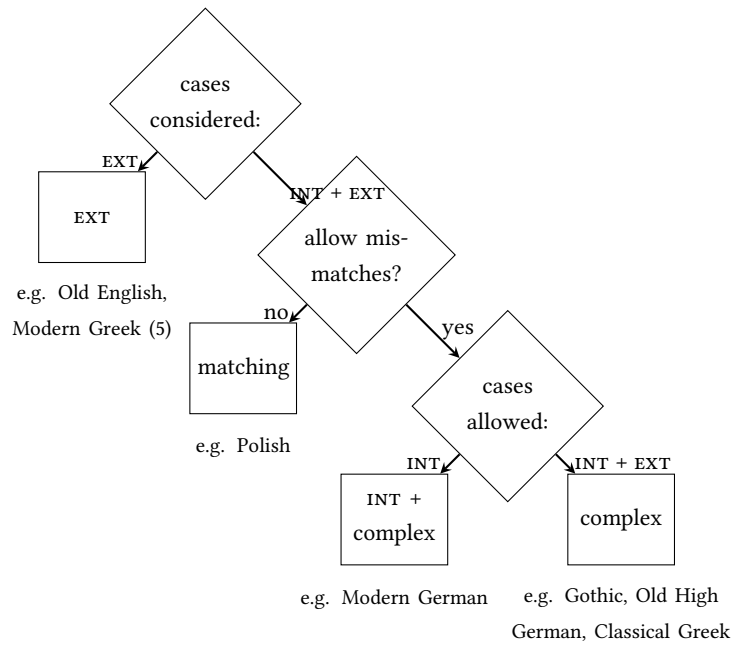 cases
considered:
EXT
INT + EXT
EXT
allow mis-
matches?
e.g. Old English,
Modern Greek (5)
no
yes
matching
cases
allowed:
e.g. Polish
INT
INT + EXT
INT +
complex
complex
e.g. Modern German
e.g. Gothic, Old High
German, Classical Greek